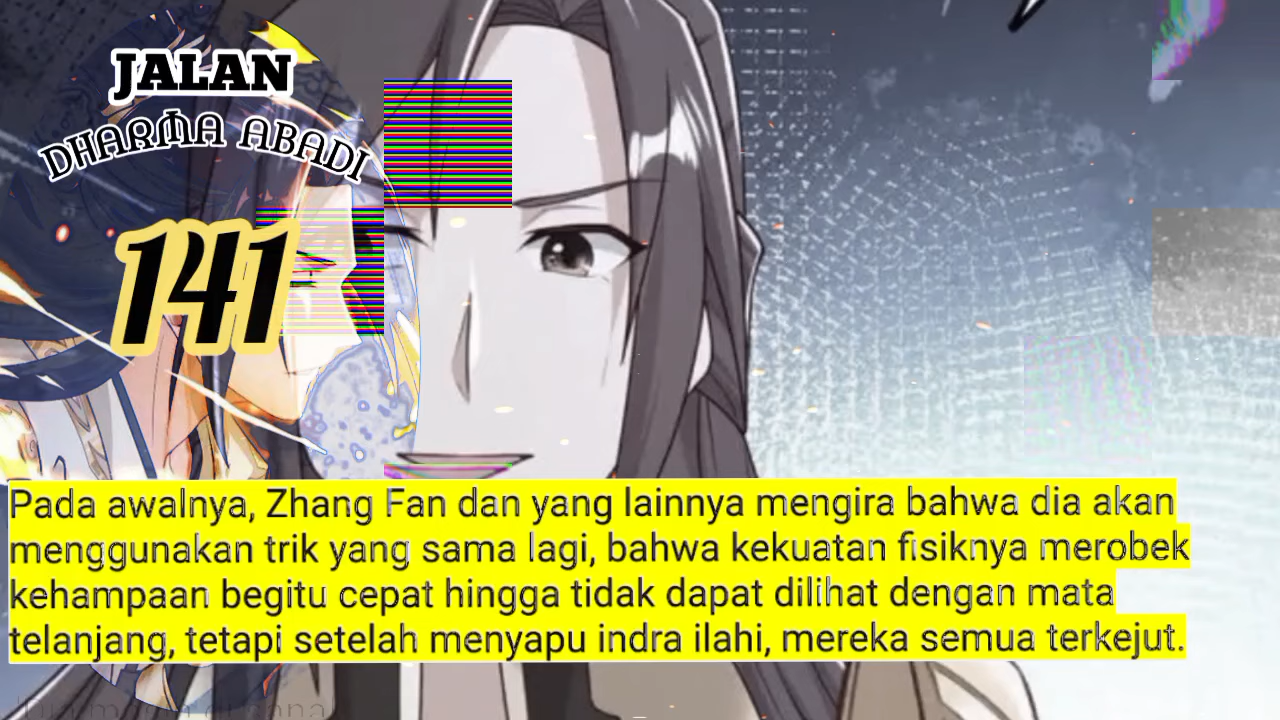 JALAN
DHARMA ABADI
141
Pada awalnya, Zhang Fan dan yang lainnya mengira bahwa dia akan
menggunakan trik yang sama lagi, bahwa kekuatan fisiknya merobek
kehampaan begitu cepat hingga tidak dapat dilihat dengan mata
telanjang, tetapi setelah menyapu indra ilahi, mereka semua terkejut.